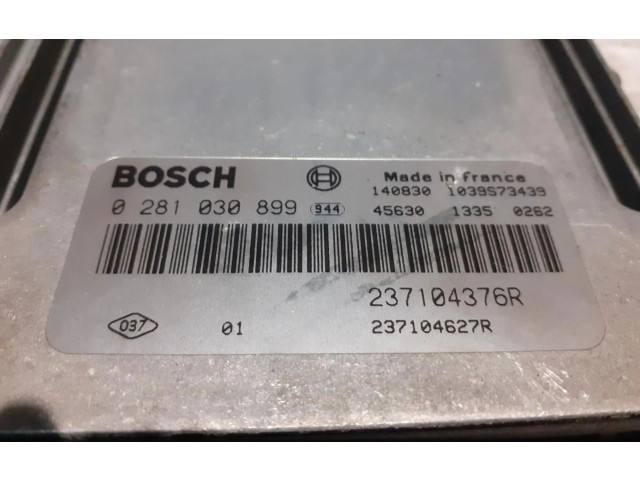 BOSCH Made in france
140830 1039S73439
0 281 030 899 944 45630 1335 0262
237104376R
037 01 237104627R